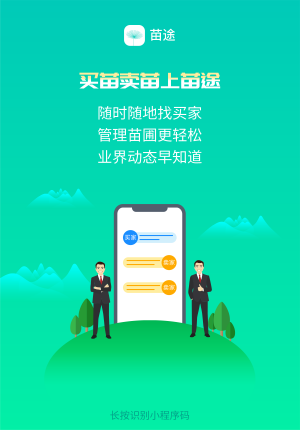 苗途
买苗卖苗上苗途
随时随地找买家
管理苗圃更轻松
业界动态早知道
买家
卖家
卖家
长按识别小程序码